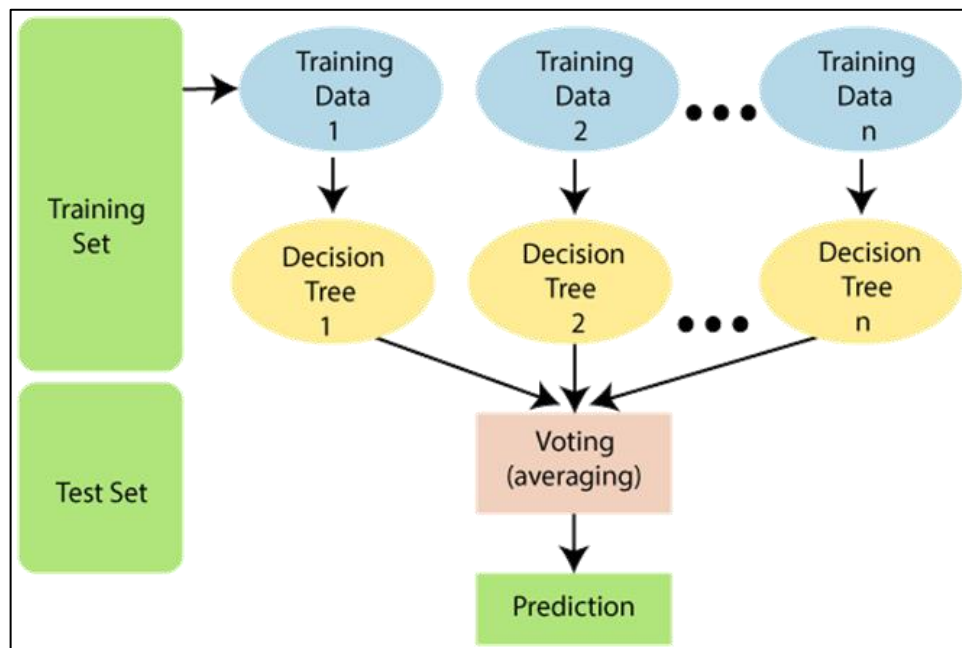 Training
Set
Training
Data
1
Training
Data
2
Training
Data
n
Decision
Tree
1
Decision
Tree
2
Decision
Tree
n
Test Set
Voting
(averaging)
Prediction